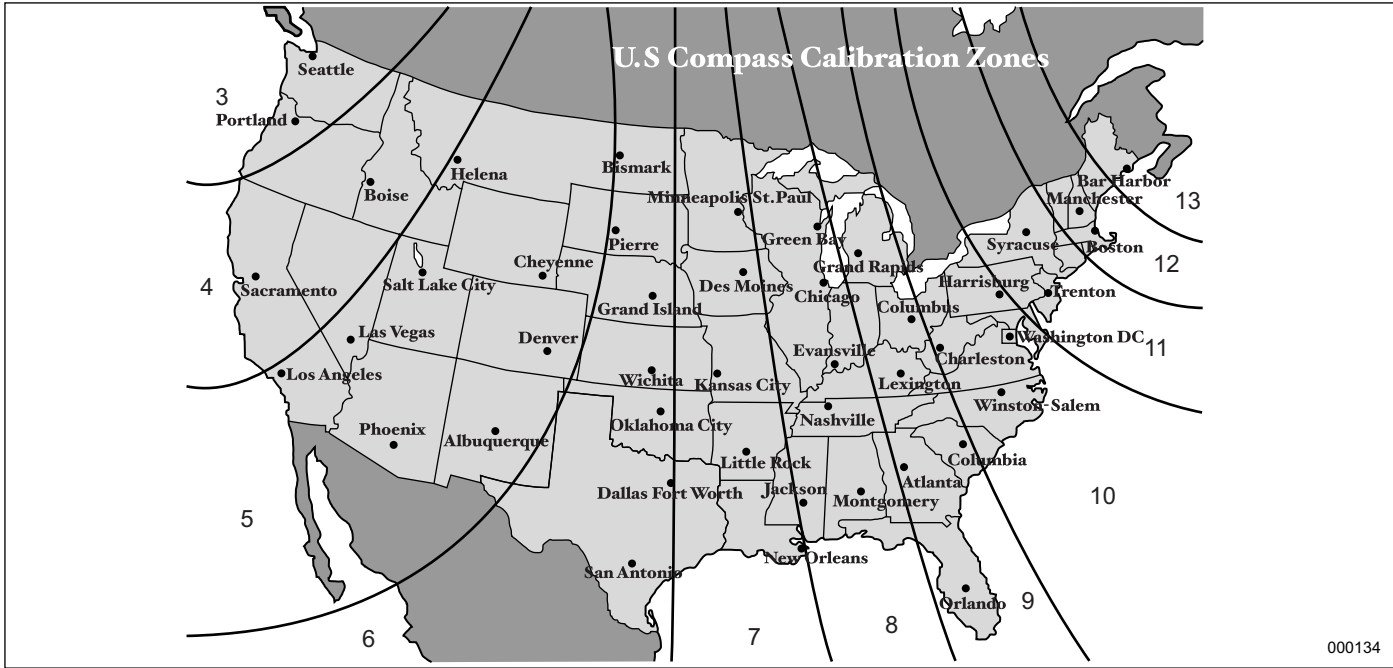 U.S Compass Calibration Zones
Seattle
3
Portland
Helena
Bismark
Boise
Bar Harbor
Minneapolis St. Paul
Manchester
13
Pierre
Green Bay
Syracuse
Boston
Cheyenne
Grand Rapids
12
4
Sacramento
Salt Lake City
Des Moines
Chicago
Harrisburg
Trenton
Grand Island
Columbus
Las Vegas
Denver
Washington DC
11
Evansville
Charleston
Los Angeles
Wichita
Kansas City
Lexington
Winston-Salem
Oklahoma City
Nashville
Phoenix
Albuquerque
Little Rock
Columbia
Dallas Fort Worth
Jackson
Atlanta
Montgomery
10
5
New Orleans
San Antonio
Orlando
9
6
7
8
000134